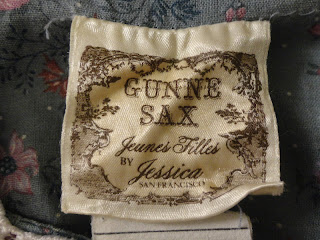 GUNNE
SAX
Jeunes Filles
BY
Jessica
SAN FRANCISCO